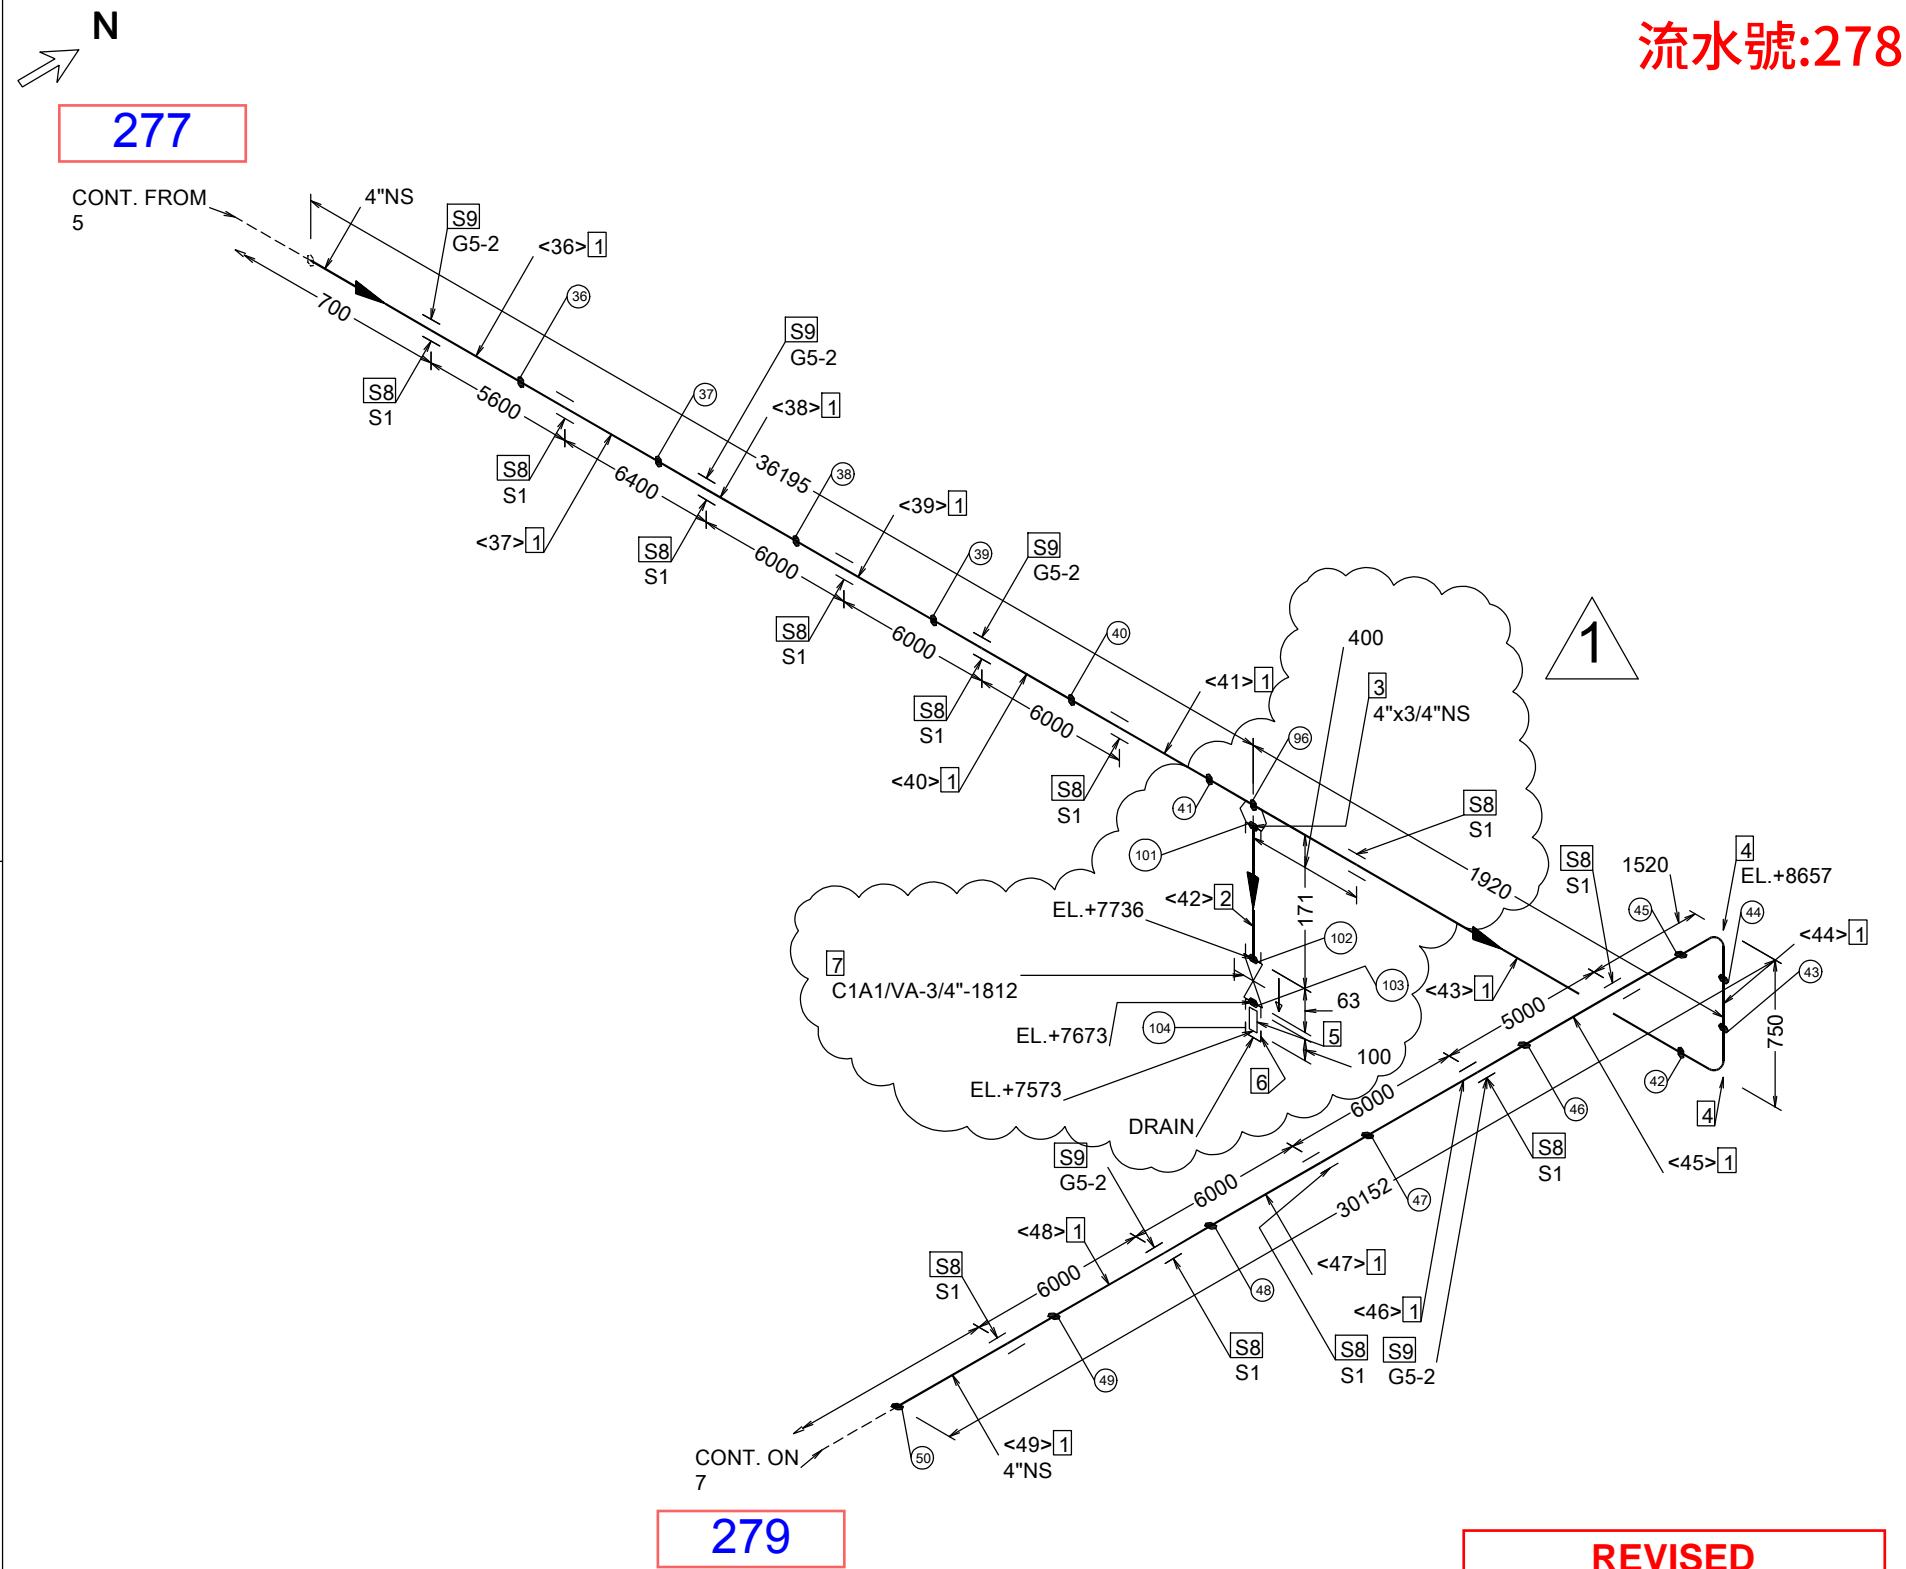 N
流水號:278
277
CONT. FROM
5
4"NS
S9
G5-2
<36>1
36
700
S8
S1
5600
S9
G5-2
37
<38>1
S8
S1
6400
36195
38
<37>1
<39>1
S8
S1
6000
39
S9
G5-2
S8
S1
6000
40
400
1
<41>1
3
4"x3/4"NS
S8
S1
6000
<40>1
96
S8
S1
41
S8
S1
101
1920
S8
S1
1520
4
EL.+8657
<42>2
171
EL.+7736
45
44
<44>1
102
7
C1A1/VA-3/4"-1812
103
<43>1
43
63
5000
EL.+7673
104
5
750
100
42
EL.+7573
6
6000
46
4
DRAIN
S9
G5-2
S8
S1
<45>1
6000
30152
47
<48>1
S8
S1
6000
<47>1
48
<46>1
S8
S1
S8
S1
S9
G5-2
49
<49>1
4"NS
50
CONT. ON
7
279
REVISED